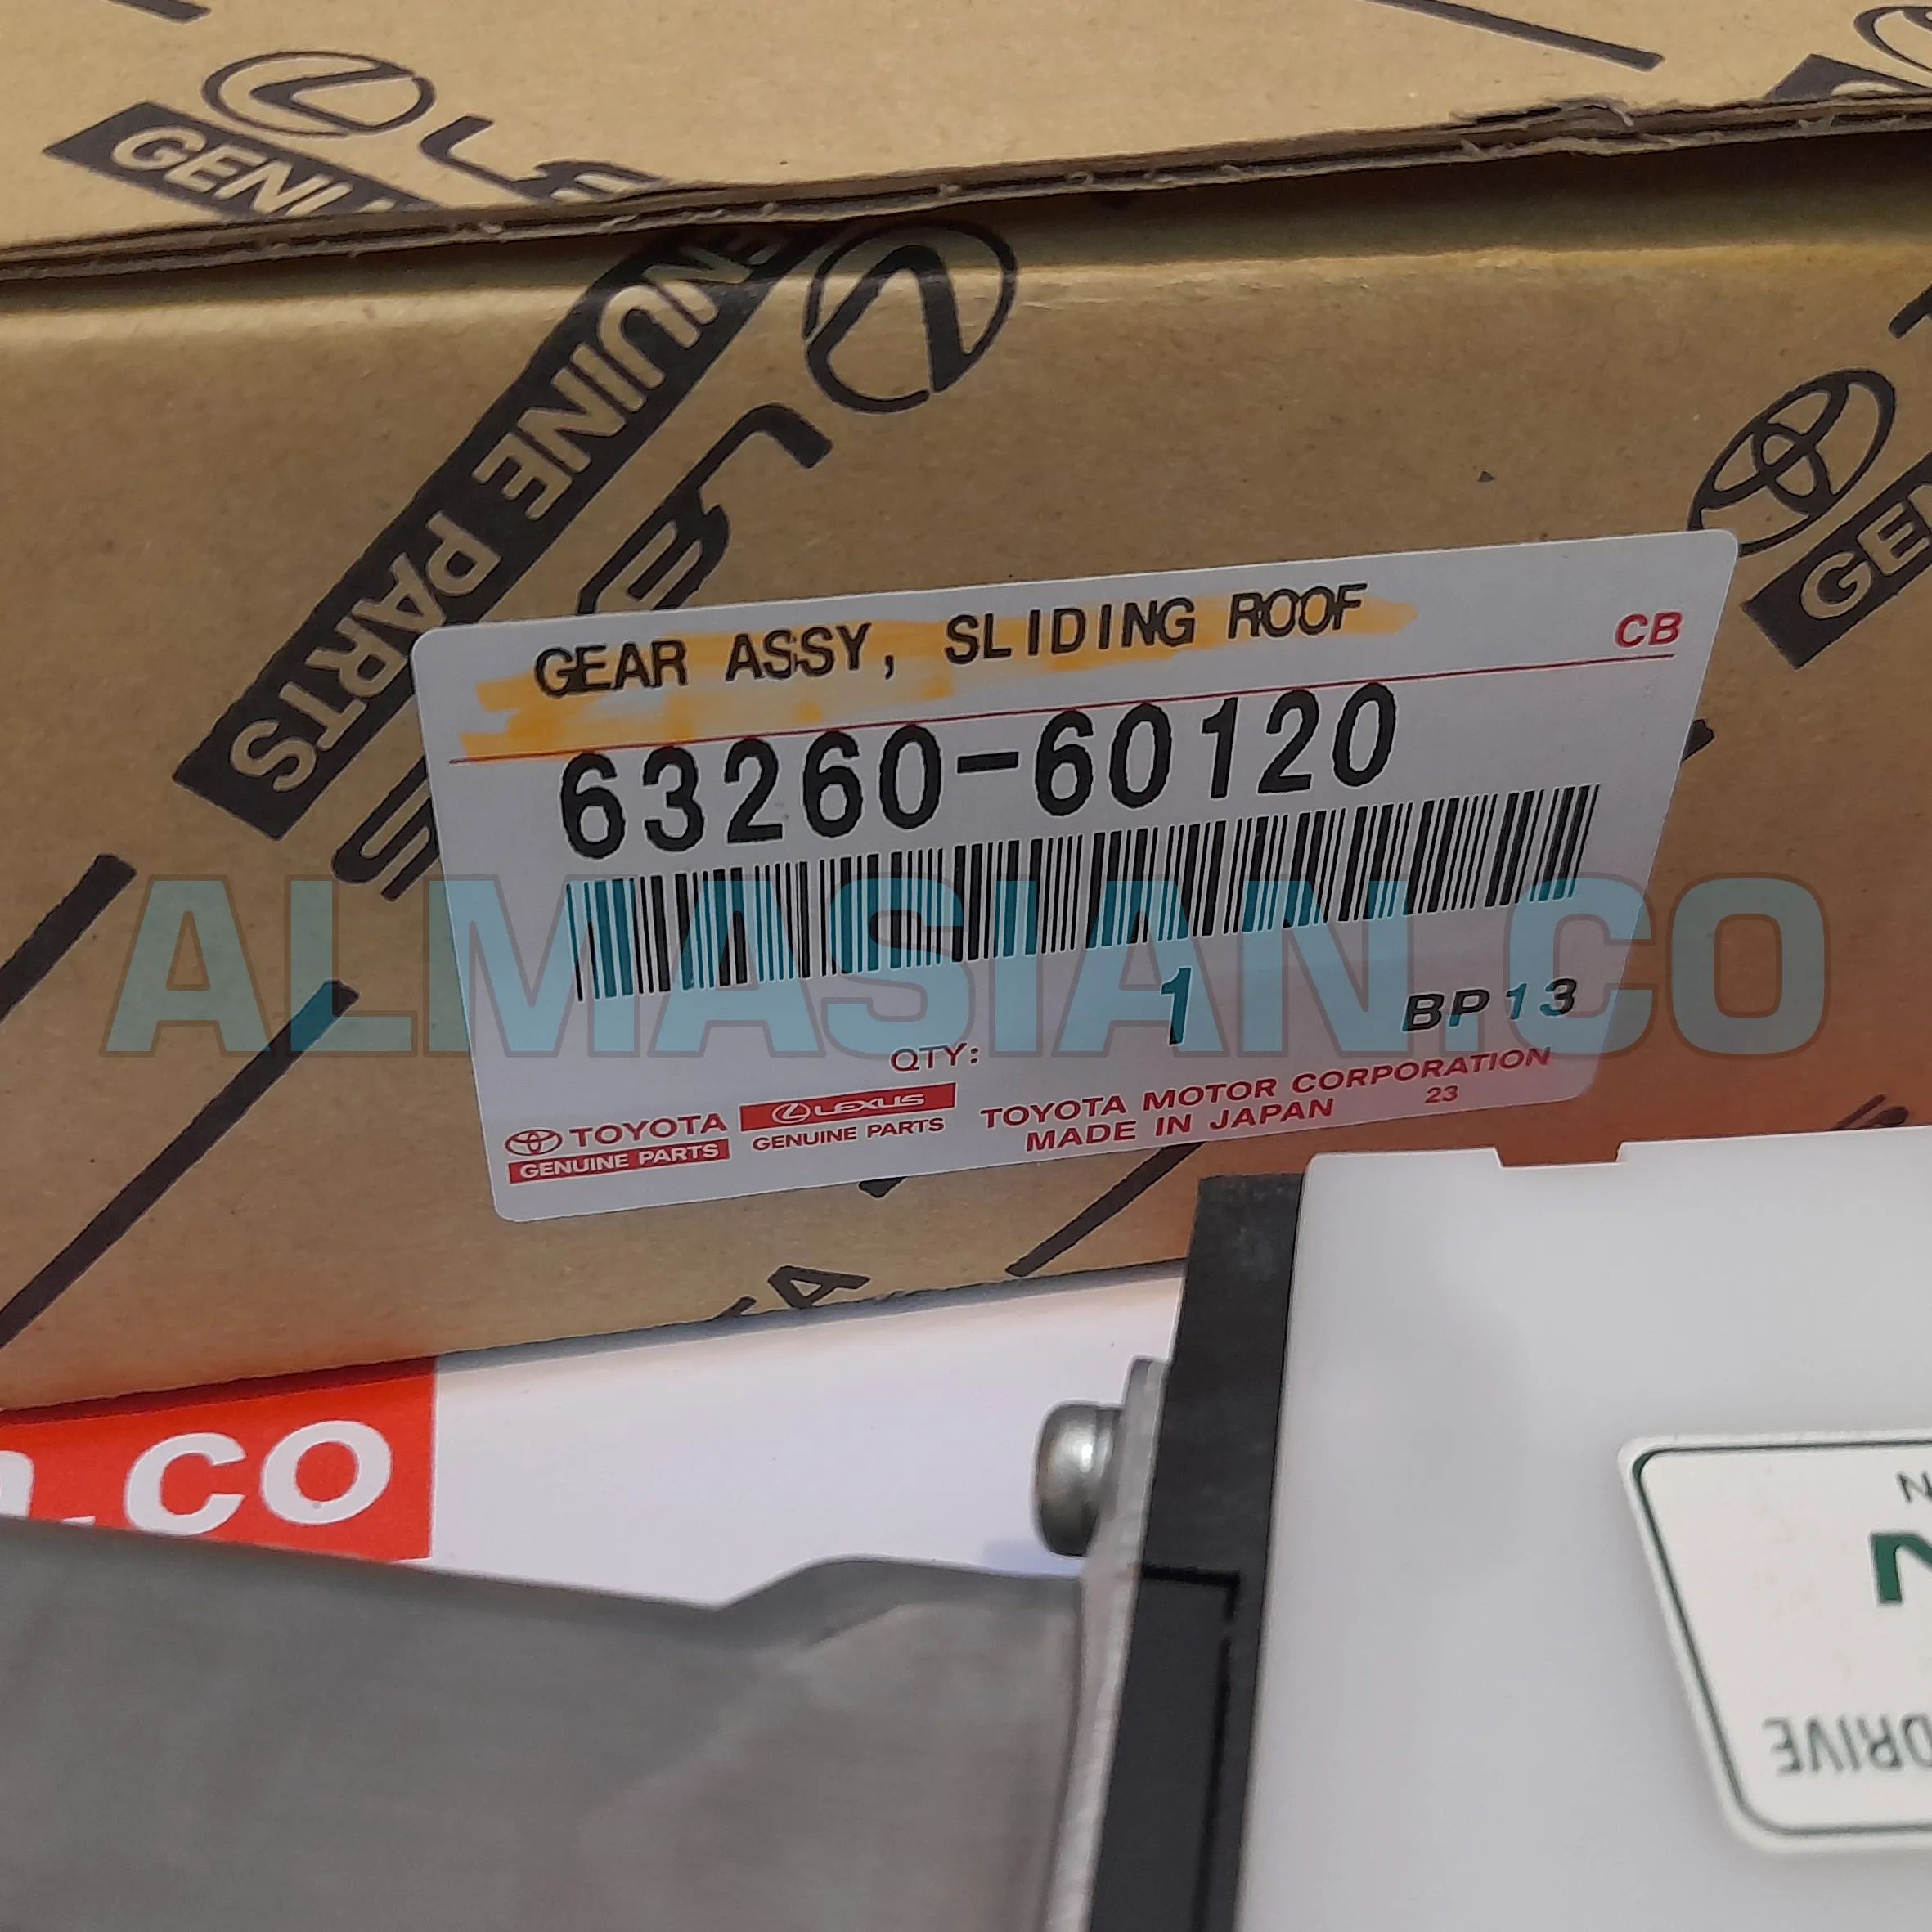 GENUINE PARTS
GEAR ASSY, SLIDING ROOF
CB
63260-60120
ALMASIAN.CO
QTY: 1 BP13
TOYOTA
GENUINE PARTS
LEXUS
GENUINE PARTS
TOYOTA MOTOR CORPORATION
MADE IN JAPAN 23
.co
DRIVE